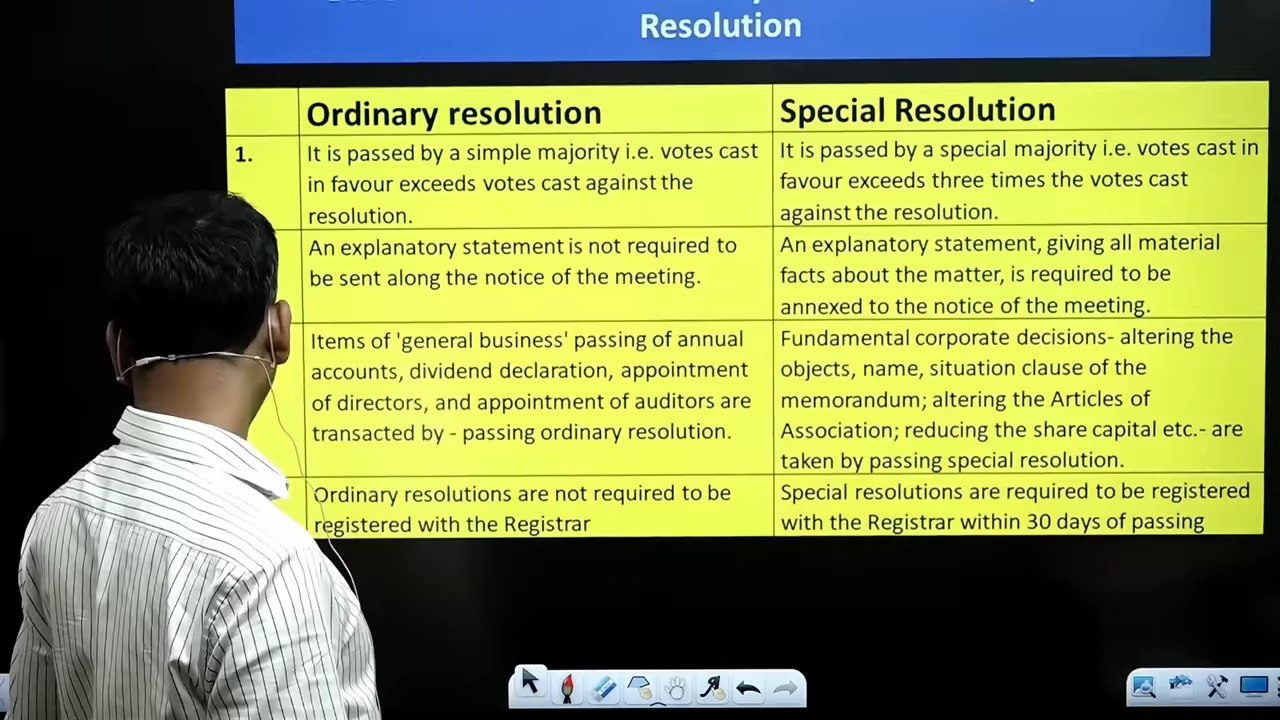 Resolution
Ordinary resolution
Special Resolution
1.
It is passed by a simple majority i.e. votes cast
in favour exceeds votes cast against the
resolution.
It is passed by a special majority i.e. votes cast in
favour exceeds three times the votes cast
against the resolution.
An explanatory statement is not required to
be sent along the notice of the meeting.
An explanatory statement, giving all material
facts about the matter, is required to be
annexed to the notice of the meeting.
Items of 'general business' passing of annual
accounts, dividend declaration, appointment
of directors, and appointment of auditors are
transacted by - passing ordinary resolution.
Fundamental corporate decisions- altering the
objects, name, situation clause of the
memorandum; altering the Articles of
Association; reducing the share capital etc.- are
taken by passing special resolution.
Ordinary resolutions are not required to be
registered with the Registrar
Special resolutions are required to be registered
with the Registrar within 30 days of passing